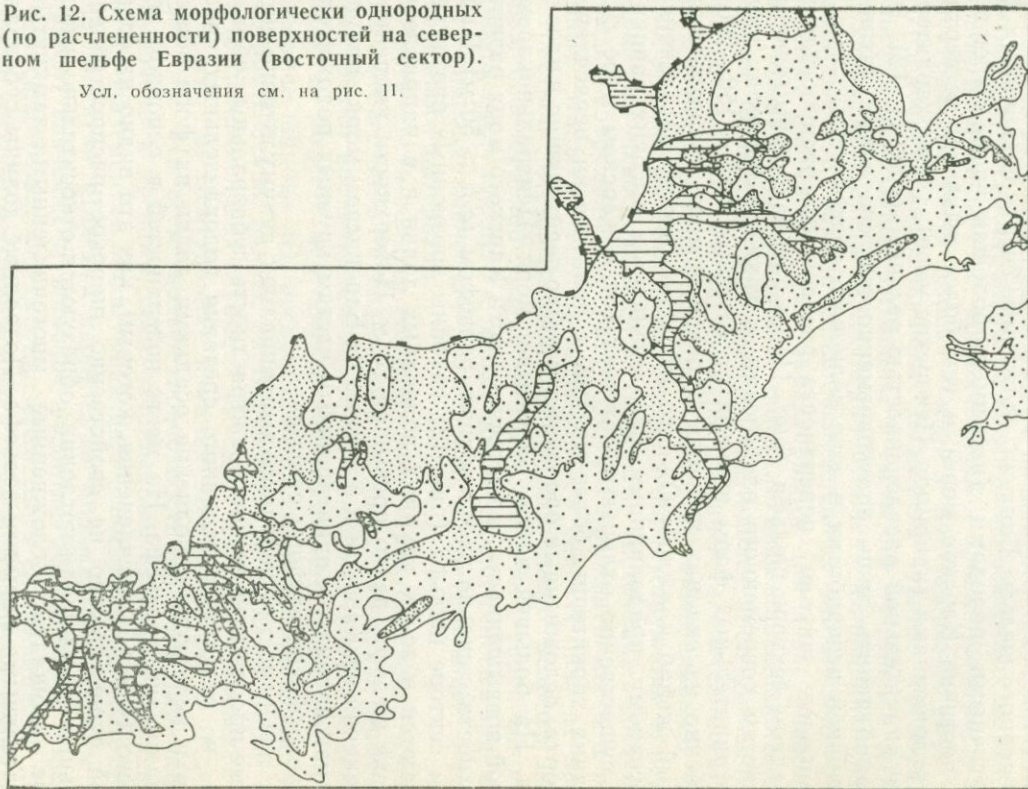 Рис. 12. Схема морфологически однородных
(по расчлененности) поверхностей на север-
ном шельфе Евразии (восточный сектор).
Усл. обозначения см. на рис. 11.